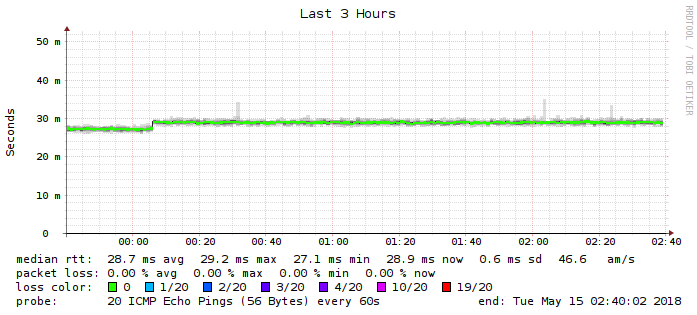 Last 3 Hours
RRDTOOL / TOBI OETIKER
Seconds
50 m
40 m
30 m
20 m
10 m
0
00:00 00:20 00:40 01:00 01:20 01:40 02:00 02:20 02:40
median rtt: 28.7 ms avg 29.2 ms max 27.1 ms min 28.9 ms now 0.6 ms sd 46.6 am/s
packet loss: 0.00 % avg 0.00 % max 0.00 % min 0.00 % now
loss color: 0 1/20 2/20 3/20 4/20 10/20 19/20
probe: 20 ICMP Echo Pings (56 Bytes) every 60s end: Tue May 15 02:40:02 2018